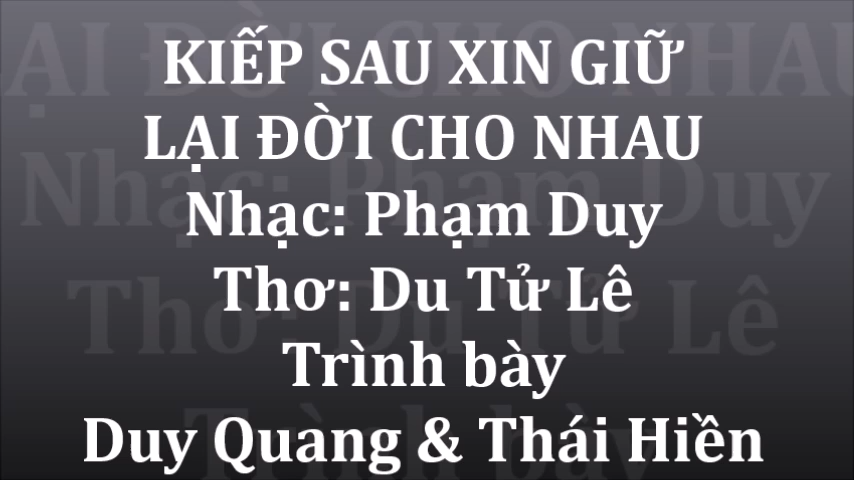 KIẾP SAU XIN GIỮ
LẠI ĐỜI CHO NHAU
Nhạc: Phạm Duy
Thơ: Du Tử Lê
Trình bày
Duy Quang & Thái Hiền